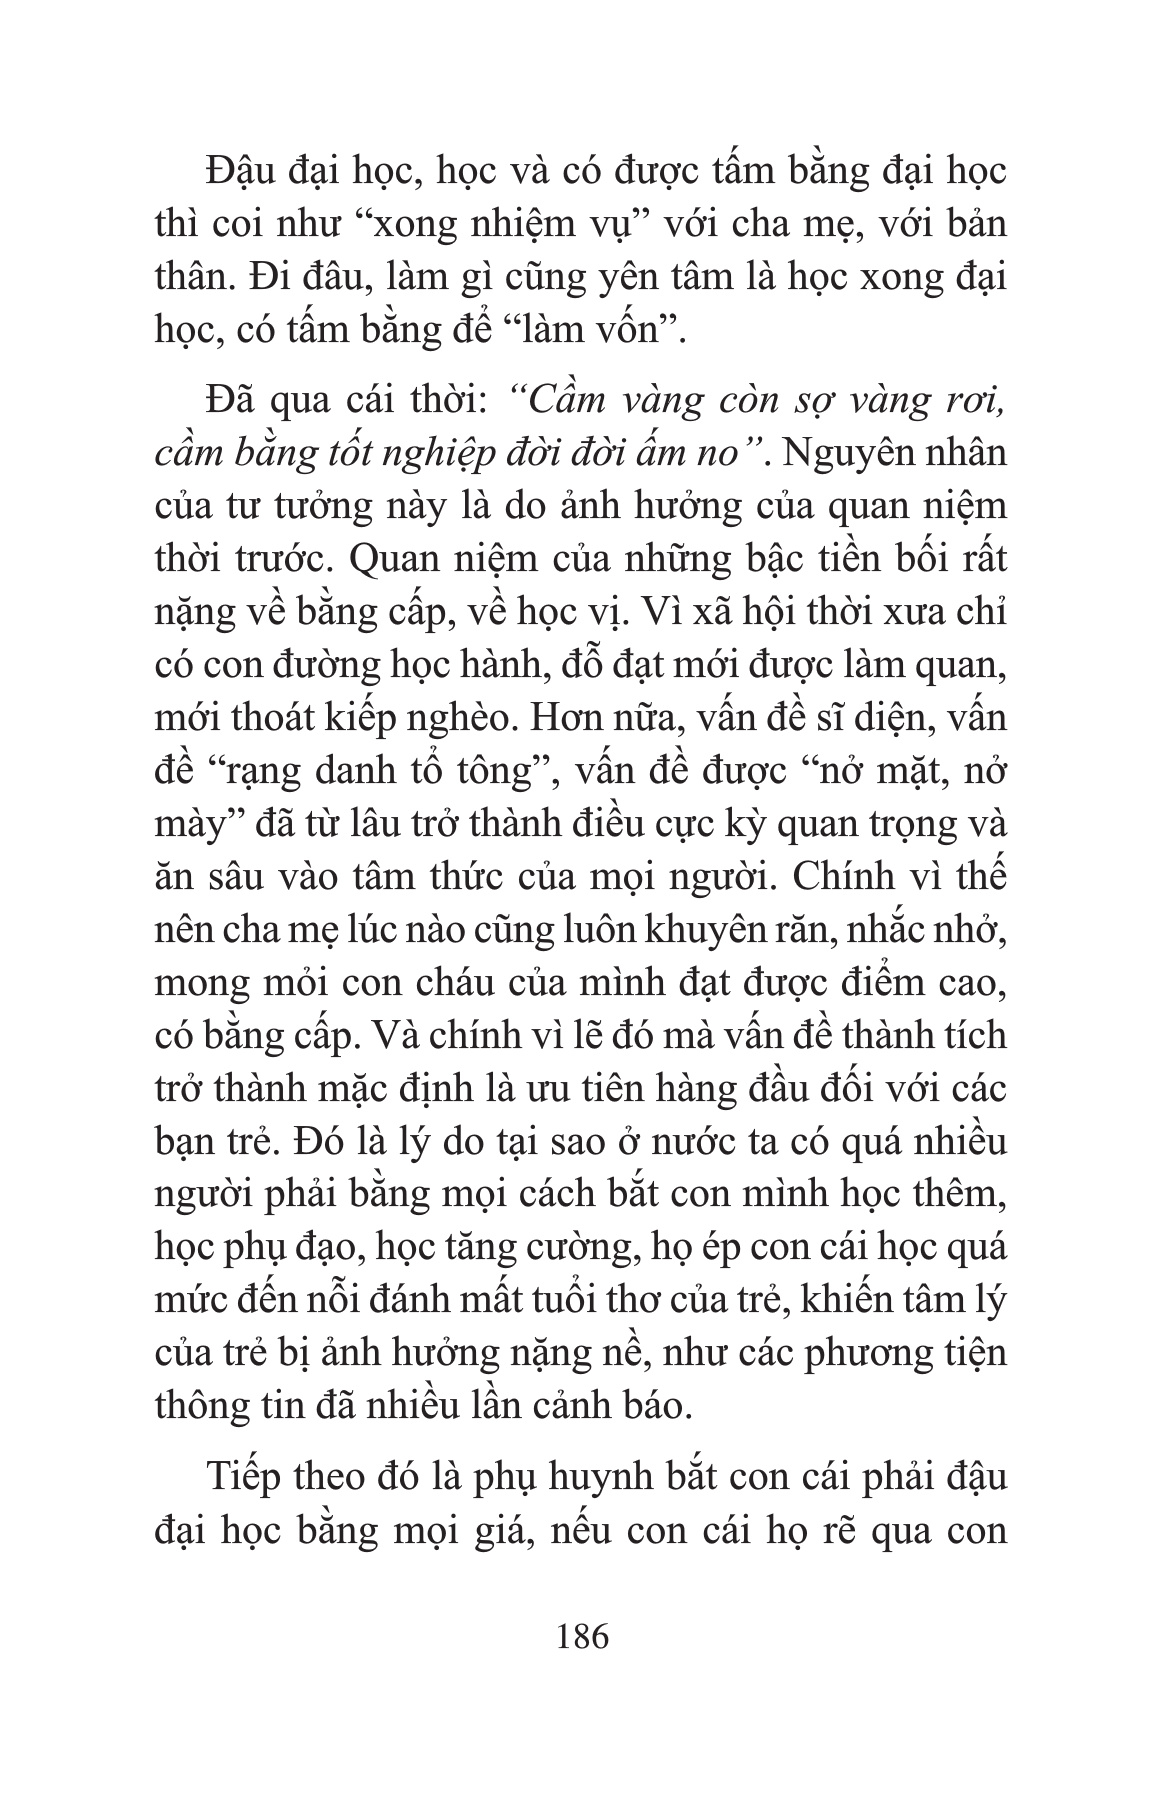 Đậu đại học, học và có được tấm bằng đại học
thì coi như “xong nhiệm vụ” với cha mẹ, với bản
thân. Đi đâu, làm gì cũng yên tâm là học xong đại
học, có tấm bằng để “làm vốn”.
Đã qua cái thời: “Cầm vàng còn sợ vàng rơi,
cầm bằng tốt nghiệp đời đời ấm no”. Nguyên nhân
của tư tưởng này là do ảnh hưởng của quan niệm
thời trước. Quan niệm của những bậc tiền bối rất
nặng về bằng cấp, về học vị. Vì xã hội thời xưa chỉ
có con đường học hành, đỗ đạt mới được làm quan,
mới thoát kiếp nghèo. Hơn nữa, vấn đề sĩ diện, vấn
đề “rạng danh tổ tông”, vấn đề được “nở mặt, nở
mày” đã từ lâu trở thành điều cực kỳ quan trọng và
ăn sâu vào tâm thức của mọi người. Chính vì thế
nên cha mẹ lúc nào cũng luôn khuyên răn, nhắc nhở,
mong mỏi con cháu của mình đạt được điểm cao,
có bằng cấp. Và chính vì lẽ đó mà vấn đề thành tích
trở thành mặc định là ưu tiên hàng đầu đối với các
bạn trẻ. Đó là lý do tại sao ở nước ta có quá nhiều
người phải bằng mọi cách bắt con mình học thêm,
học phụ đạo, học tăng cường, họ ép con cái học quá
mức đến nỗi đánh mất tuổi thơ của trẻ, khiến tâm lý
của trẻ bị ảnh hưởng nặng nề, như các phương tiện
thông tin đã nhiều lần cảnh báo.
Tiếp theo đó là phụ huynh bắt con cái phải đậu
đại học bằng mọi giá, nếu con cái họ rẽ qua con
186